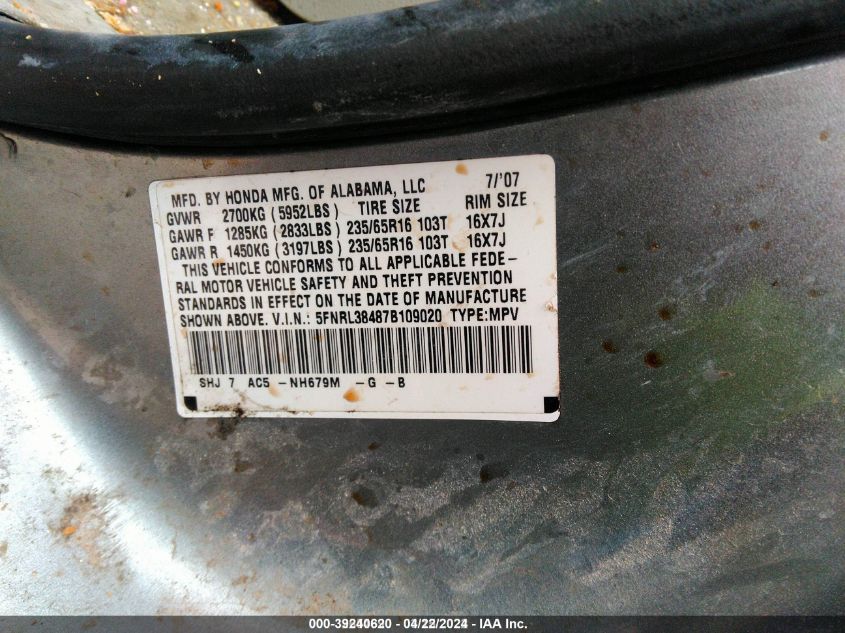 MFD. BY HONDA MFG. OF ALABAMA, LLC 7/'07
GVWR 2700KG (5952LBS) TIRE SIZE RIM SIZE
GAWR F 1285KG (2833LBS) 235/65R16 103T 16X7J
GAWR R 1450KG (3197LBS) 235/65R16 103T 16X7J
THIS VEHICLE CONFORMS TO ALL APPLICABLE FEDE-
RAL MOTOR VEHICLE SAFETY AND THEFT PREVENTION
STANDARDS IN EFFECT ON THE DATE OF MANUFACTURE
SHOWN ABOVE. V.I.N.: 5FNRL38487B109020 TYPE:MPV
SHJ 7 AC5 -NH679M -G -B
000-39240620 - 04/22/2024 - IAA Inc.